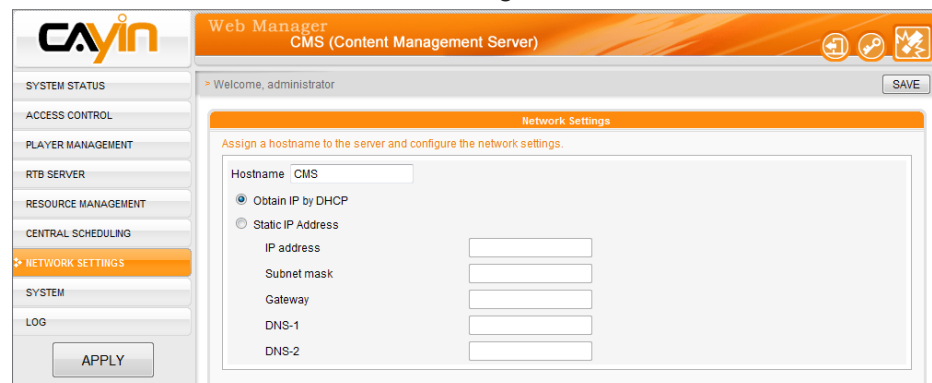 CAyin
Web Manager
CMS (Content Management Server)
SYSTEM STATUS
ACCESS CONTROL
PLAYER MANAGEMENT
RTB SERVER
RESOURCE MANAGEMENT
CENTRAL SCHEDULING
NETWORK SETTINGS
SYSTEM
LOG
APPLY
> Welcome, administrator
SAVE
Network Settings
Assign a hostname to the server and configure the network settings.
Hostname CMS
Obtain IP by DHCP
Static IP Address
IP address
Subnet mask
Gateway
DNS-1
DNS-2